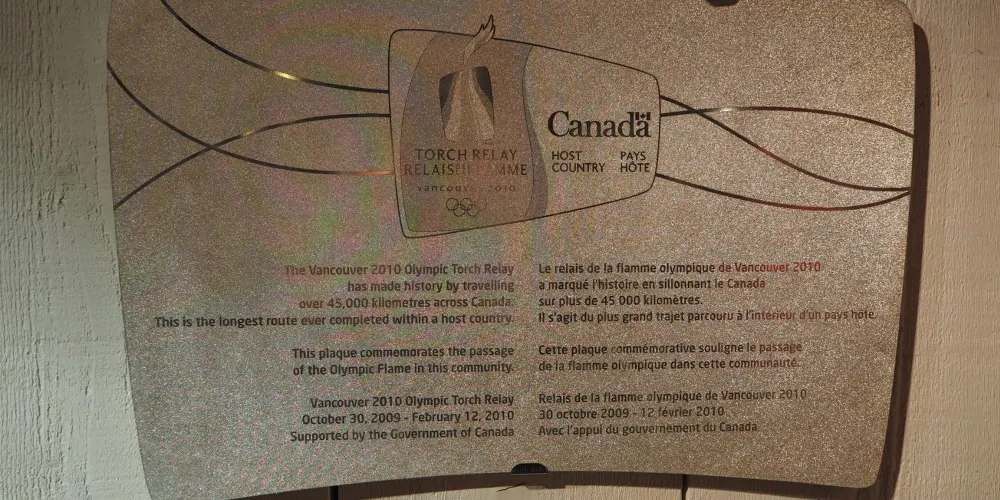 TORCH RELAY
RELAIS DE LA FLAMME
vancouver 2010
Canada
HOST COUNTRY
PAYS HÔTE
The Vancouver 2010 Olympic Torch Relay
has made history by travelling
over 45,000 kilometres across Canada.
This is the longest route ever completed within a host country.
This plaque commemorates the passage
of the Olympic Flame in this community.
Vancouver 2010 Olympic Torch Relay
October 30, 2009 - February 12, 2010
Supported by the Government of Canada
Le relais de la flamme olympique de Vancouver 2010
a marqué l'histoire en sillonnant le Canada
sur plus de 45 000 kilomètres.
Il s'agit du plus grand trajet parcouru à l'intérieur d'un pays hôte.
Cette plaque commémorative souligne le passage
de la flamme olympique dans cette communauté.
Relais de la flamme olympique de Vancouver 2010
30 octobre 2009 - 12 février 2010
Avec l'appui du gouvernement du Canada